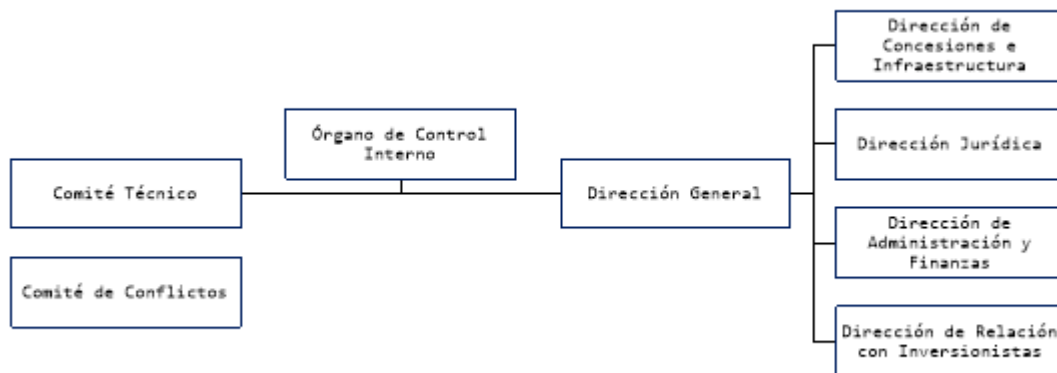 Dirección de
Concesiones e
Infraestructura
Órgano de Control
Interno
Dirección Jurídica
Comité Técnico
Dirección General
Dirección de
Administración y
Finanzas
Comité de Conflictos
Dirección de Relación
con Inversionistas